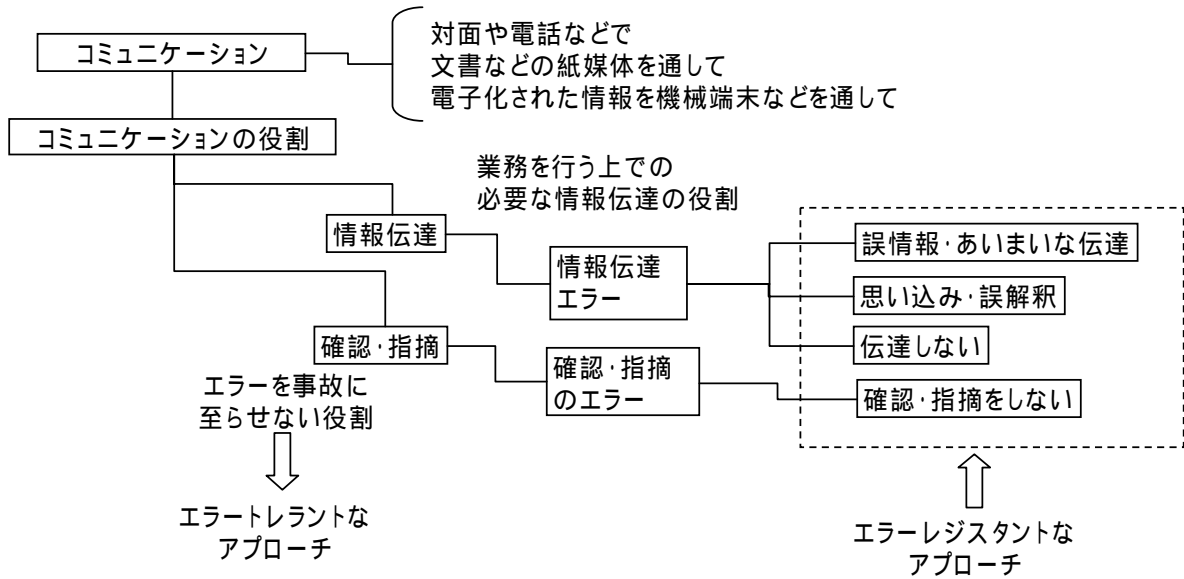 コミュニケーション
対面や電話などで
文書などの紙媒体を通して
電子化された情報を機械端末などを通して
コミュニケーションの役割
業務を行う上での
必要な情報伝達の役割
情報伝達
情報伝達
エラー
誤情報・あいまいな伝達
思い込み・誤解釈
伝達しない
確認・指摘
確認・指摘
のエラー
確認・指摘をしない
エラーを事故に
至らせない役割
エラートレラントな
アプローチ
エラーレジスタントな
アプローチ